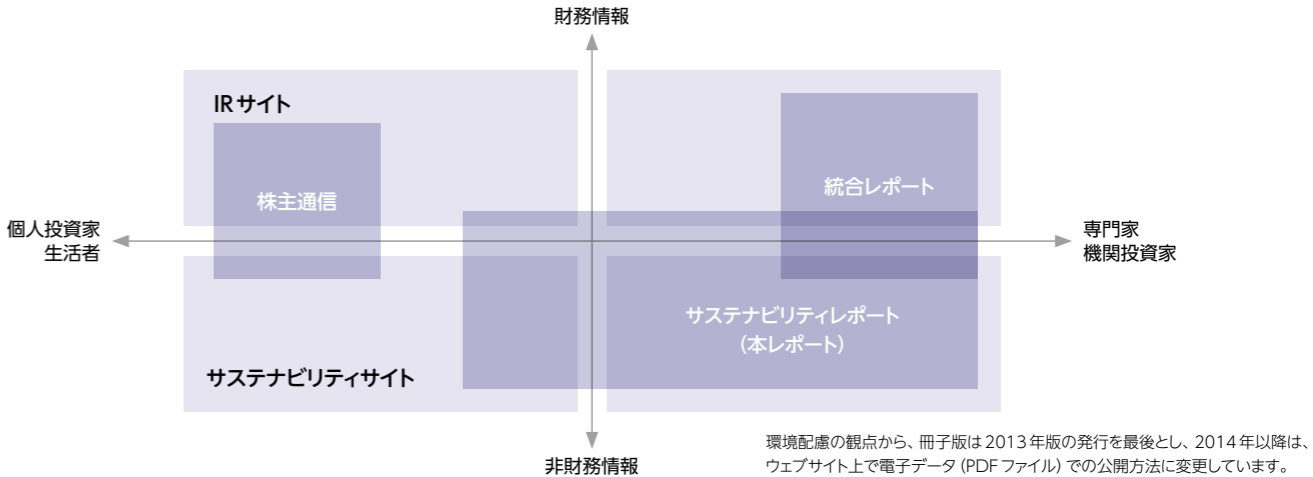 財務情報
IRサイト
株主通信
統合レポート
個人投資家
生活者
専門家
機関投資家
サステナビリティレポート
（本レポート）
サステナビリティサイト
非財務情報
環境配慮の観点から、冊子版は2013年版の発行を最後とし、2014年以降は、
ウェブサイト上で電子データ（PDFファイル）での公開方法に変更しています。